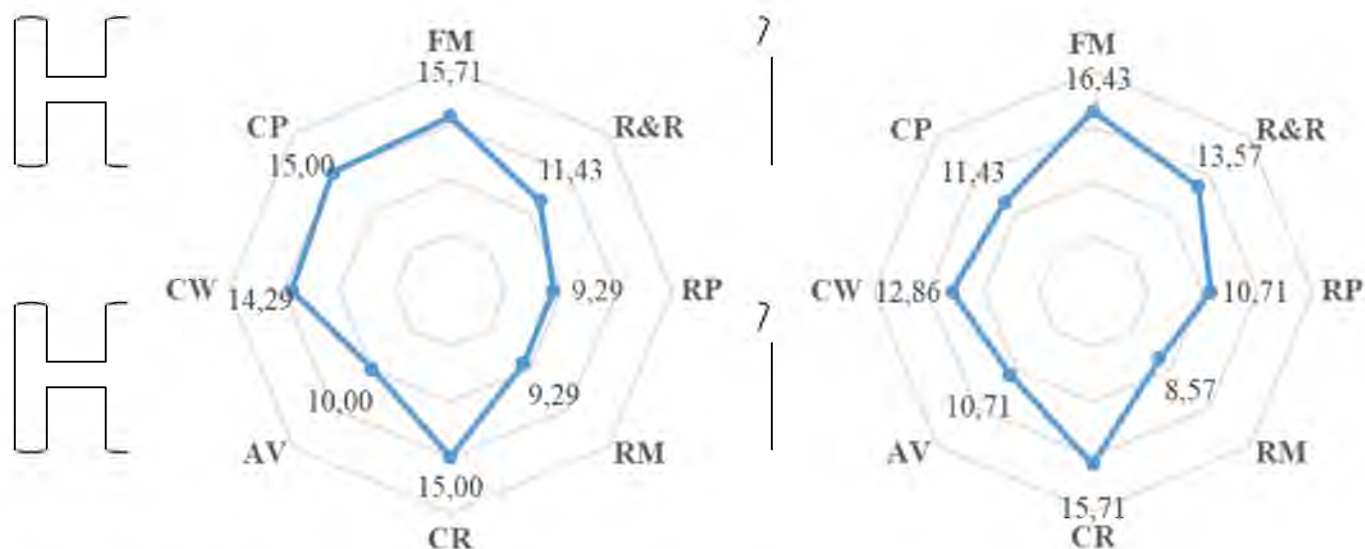 FM
15,71
CP
R&R
15,00
11,43
CW
14,29
9,29
RP
10,00
9,29
AV
RM
15,00
CR
FM
16,43
CP
R&R
11,43
13,57
CW
12,86
10,71
RP
10,71
8,57
AV
RM
15,71
CR